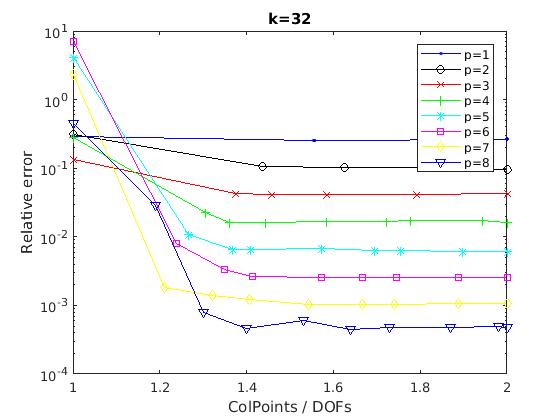 k=32
10^1
10^0
10^-1
10^-2
10^-3
10^-4
Relative error
p=1
p=2
p=3
p=4
p=5
p=6
p=7
p=8
1 1.2 1.4 1.6 1.8 2
ColPoints / DOFs